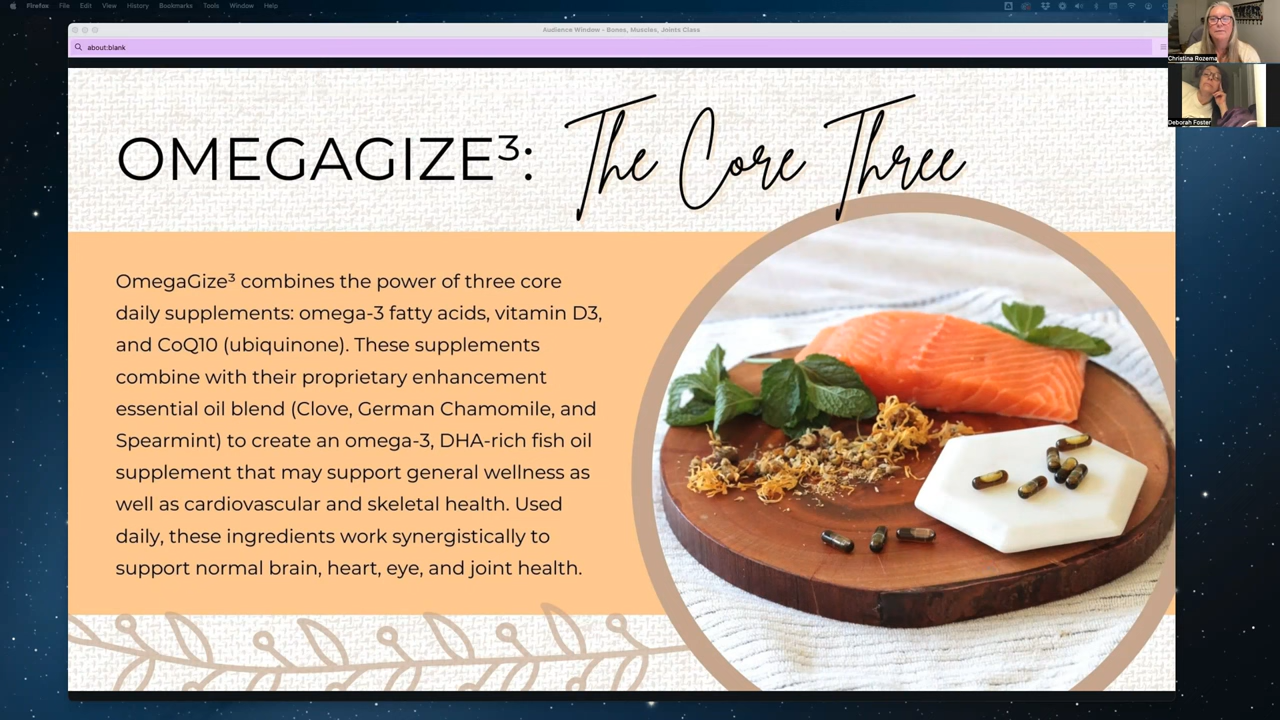 Firefox File Edit View History Bookmarks Tools Window Help
Audience Window - Bones, Muscles, Joints Class
about:blank
Christina Rozema
Deborah Foster
OMEGAGIZE³: The Core Three
OmegaGize³ combines the power of three core
daily supplements: omega-3 fatty acids, vitamin D3,
and CoQ10 (ubiquinone). These supplements
combine with their proprietary enhancement
essential oil blend (Clove, German Chamomile, and
Spearmint) to create an omega-3, DHA-rich fish oil
supplement that may support general wellness as
well as cardiovascular and skeletal health. Used
daily, these ingredients work synergistically to
support normal brain, heart, eye, and joint health.